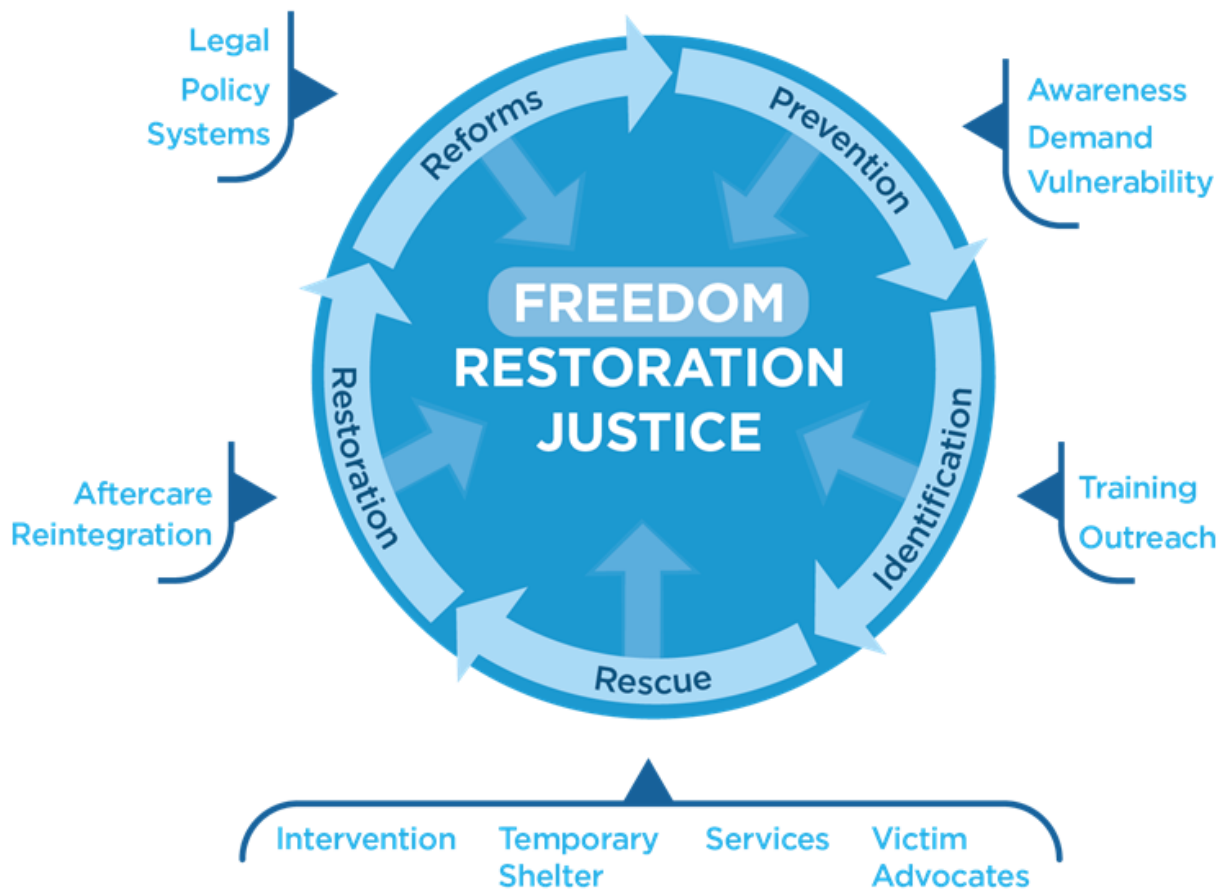 Legal
Policy
Systems
Reforms
Prevention
Awareness
Demand
Vulnerability
FREEDOM
RESTORATION
JUSTICE
Restoration
Identification
Aftercare
Reintegration
Training
Outreach
Rescue
Intervention
Temporary
Shelter
Services
Victim
Advocates